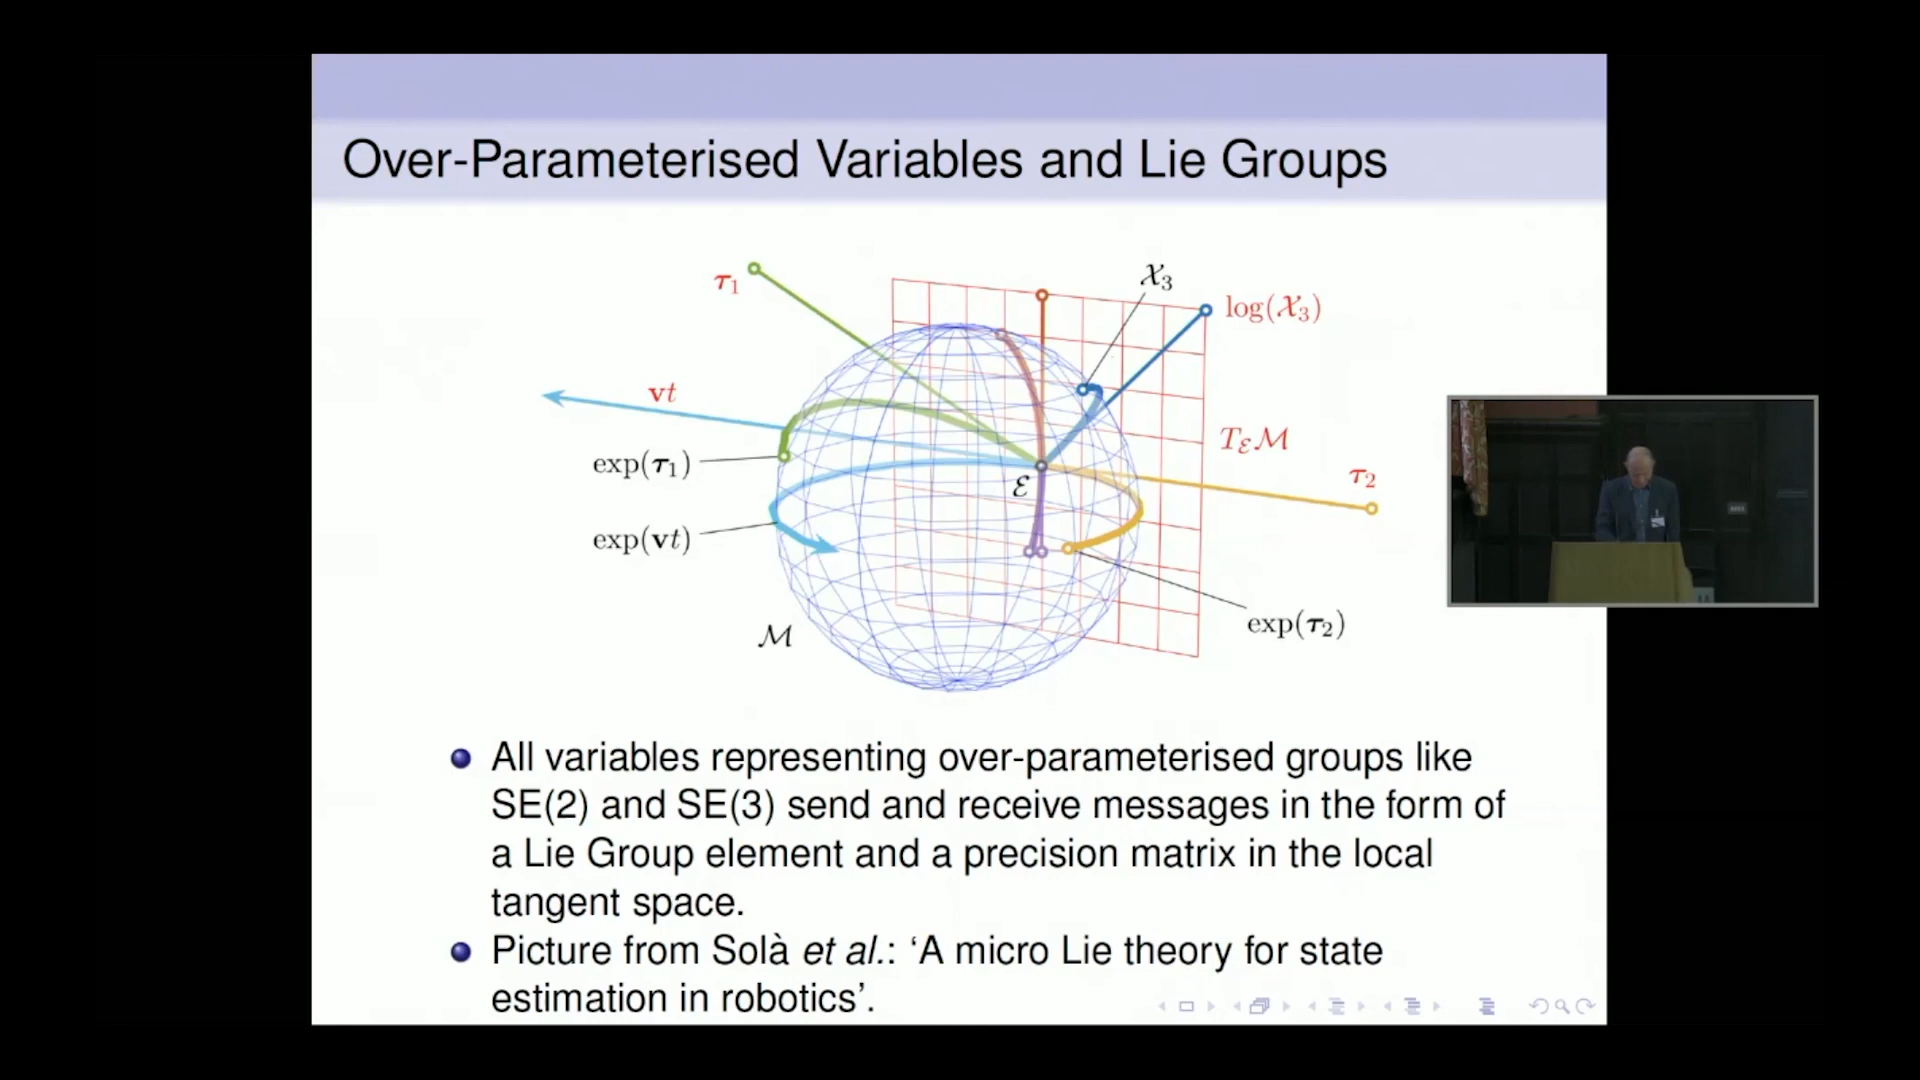 Over-Parameterised Variables and Lie Groups
τ₁
𝒳₃
log(𝒳₃)
vt
T_ℰℳ
exp(τ₁)
τ₂
ℰ
exp(vt)
exp(τ₂)
ℳ
All variables representing over-parameterised groups like
SE(2) and SE(3) send and receive messages in the form of
a Lie Group element and a precision matrix in the local
tangent space.
Picture from Solà et al.: ‘A micro Lie theory for state
estimation in robotics’.